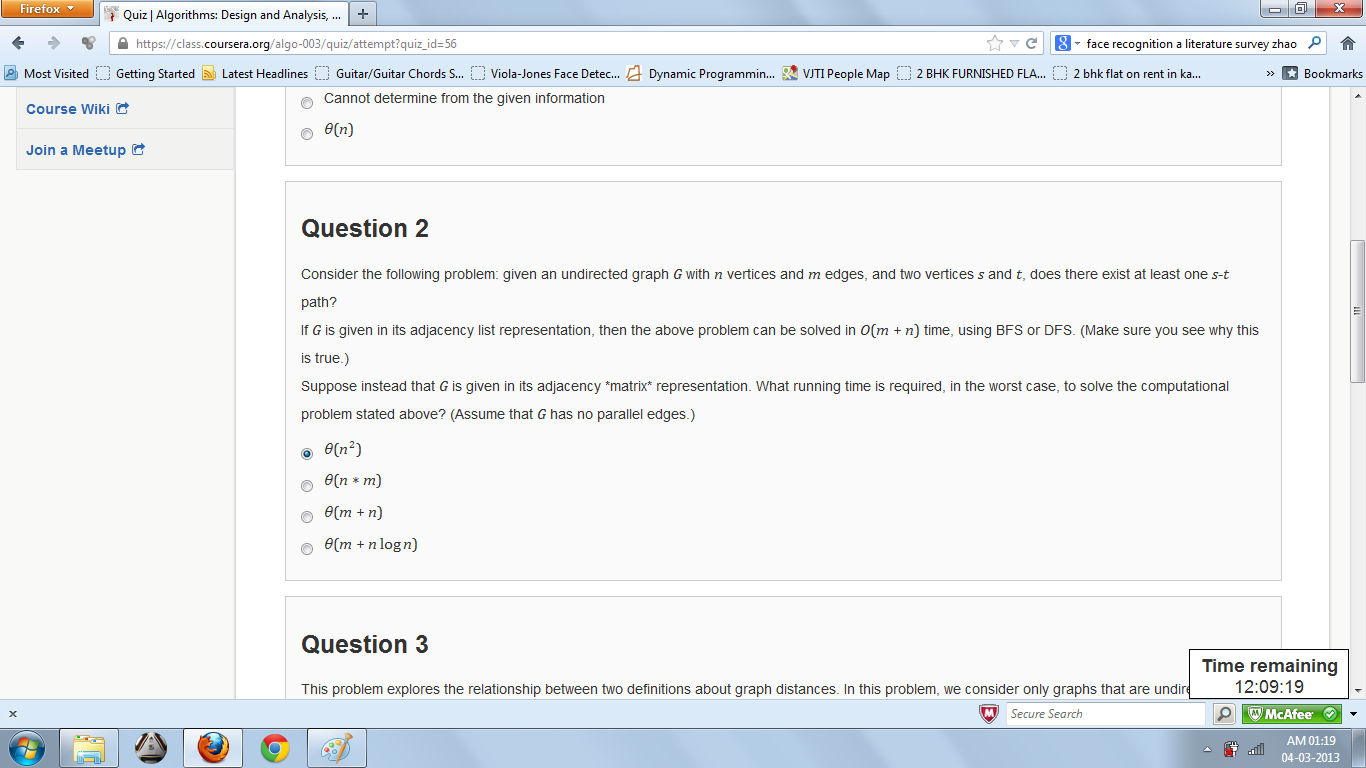 Firefox
Quiz | Algorithms: Design and Analysis, ...
https://class.coursera.org/algo-003/quiz/attempt?quiz_id=56
face recognition a literature survey zhao
Most Visited Getting Started Latest Headlines Guitar/Guitar Chords S... Viola-Jones Face Detec... Dynamic Programmin... VJTI People Map 2 BHK FURNISHED FLA... 2 bhk flat on rent in ka... » Bookmarks
Course Wiki
Join a Meetup
Cannot determine from the given information
θ(n)
Question 2
Consider the following problem: given an undirected graph G with n vertices and m edges, and two vertices s and t, does there exist at least one s-t
path?
If G is given in its adjacency list representation, then the above problem can be solved in O(m + n) time, using BFS or DFS. (Make sure you see why this
is true.)
Suppose instead that G is given in its adjacency *matrix* representation. What running time is required, in the worst case, to solve the computational
problem stated above? (Assume that G has no parallel edges.)
θ(n²)
θ(n * m)
θ(m + n)
θ(m + n log n)
Question 3
This problem explores the relationship between two definitions about graph distances. In this problem, we consider only graphs that are undire
Time remaining
12:09:19
x
Secure Search
McAfee
AM 01:19
04-03-2013